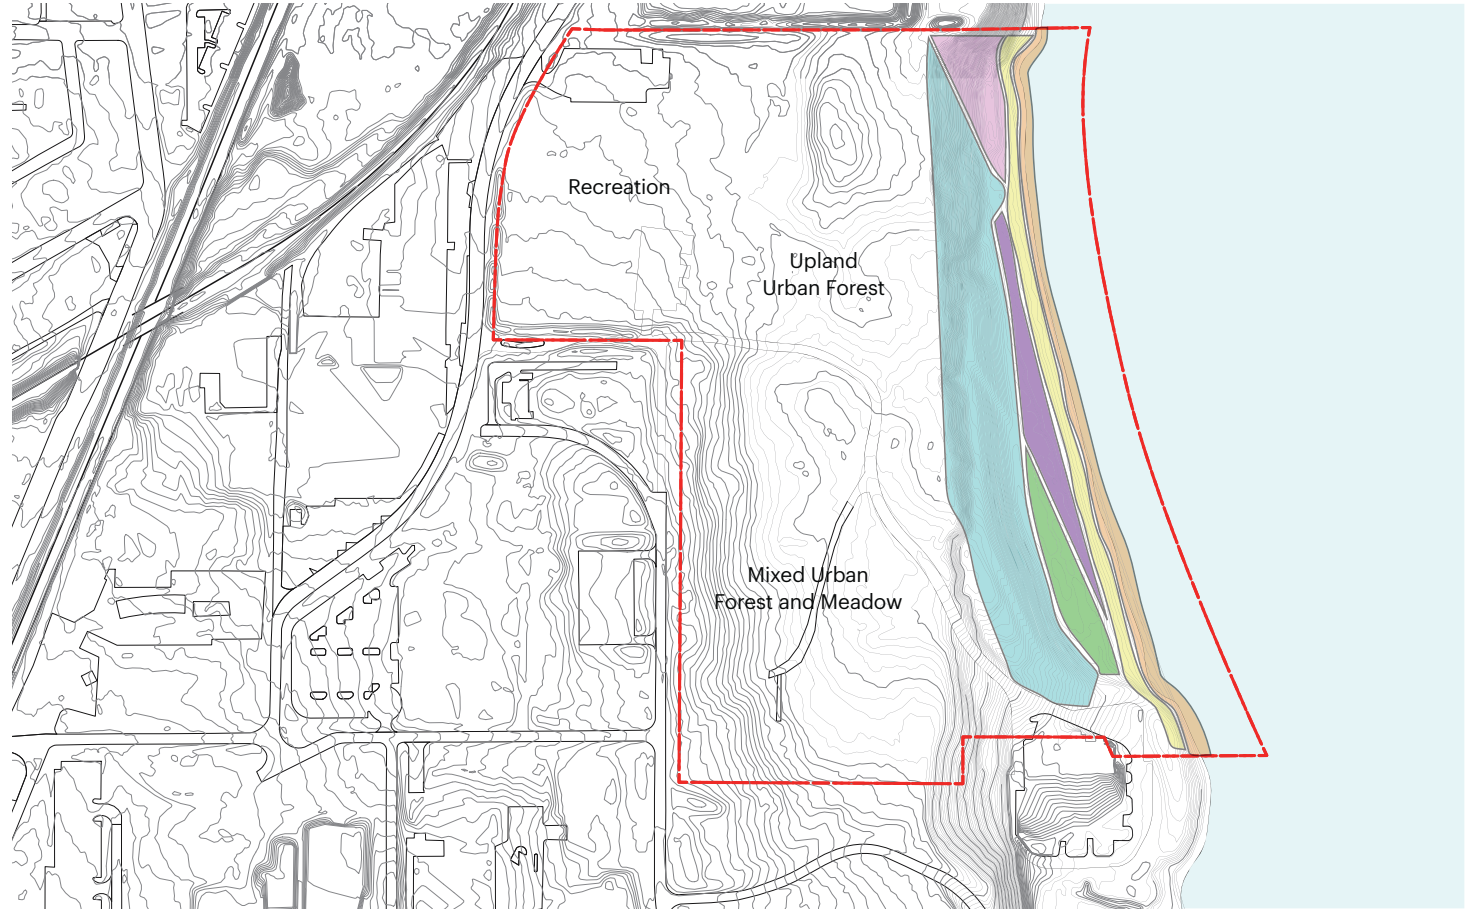 Recreation
Upland
Urban Forest
Mixed Urban
Forest and Meadow